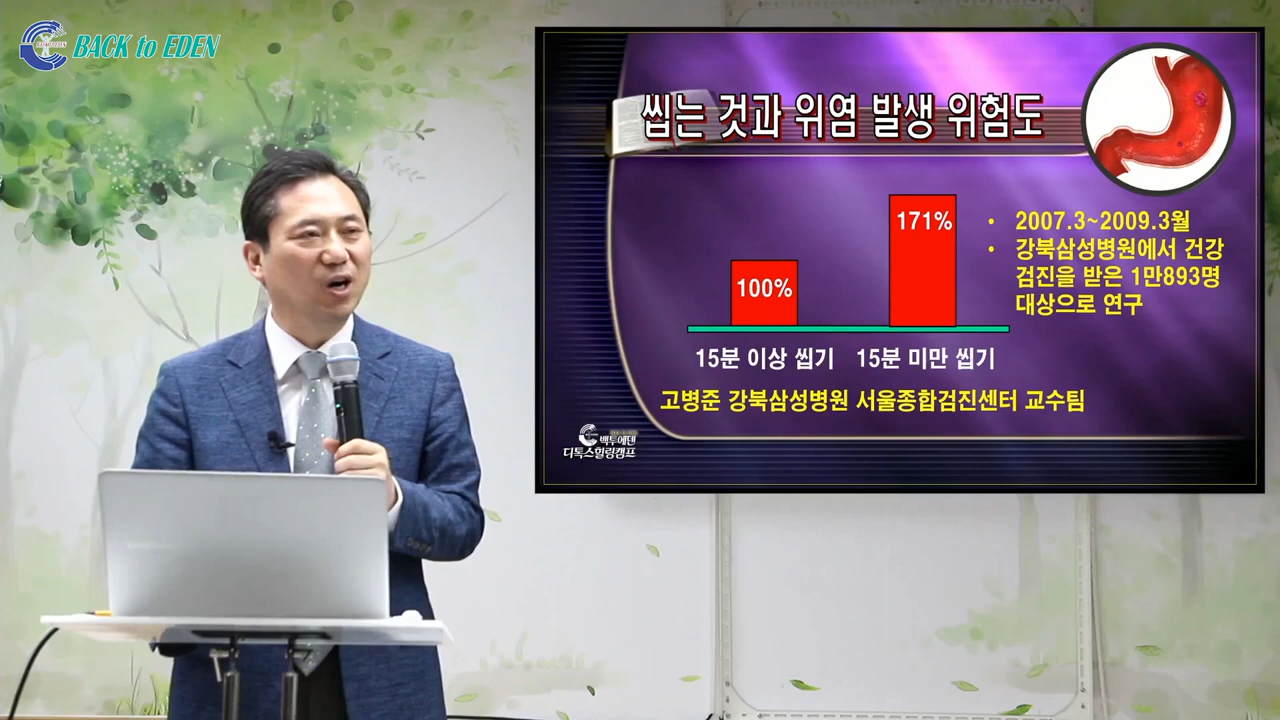 BACK to EDEN
씹는 것과 위염 발생 위험도
171%
100%
15분 이상 씹기
15분 미만 씹기
• 2007.3~2009.3월
• 강북삼성병원에서 건강
검진을 받은 1만893명
대상으로 연구
고병준 강북삼성병원 서울종합검진센터 교수팀
백투에덴
디톡스힐링캠프